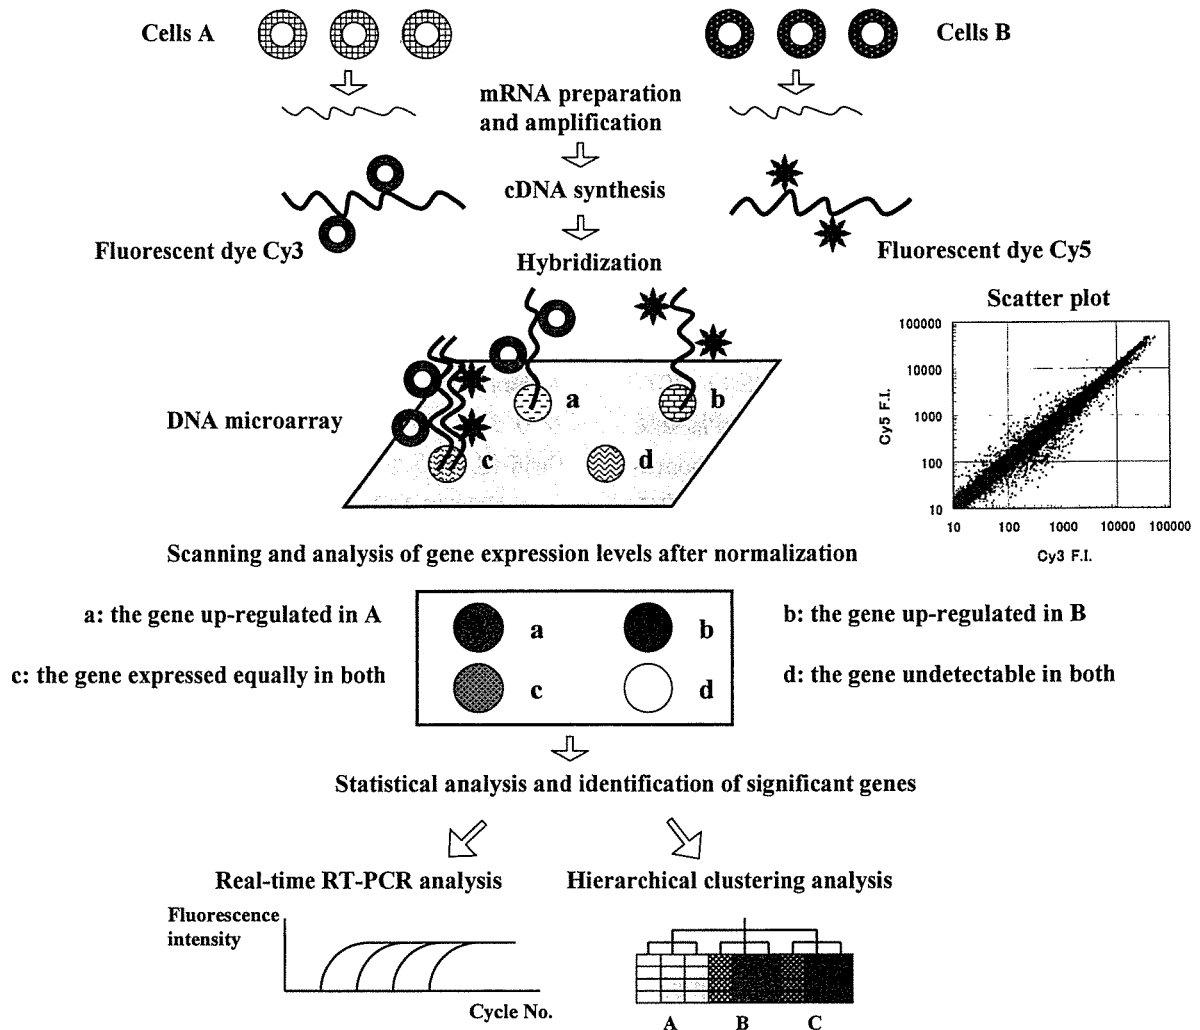 Cells A
Cells B
mRNA preparation
and amplification
cDNA synthesis
Fluorescent dye Cy3
Fluorescent dye Cy5
Hybridization
Scatter plot
100000
10000
1000
100
10
Cy5 F.I.
10
100
1000
10000
100000
Cy3 F.I.
DNA microarray
a
b
c
d
Scanning and analysis of gene expression levels after normalization
a: the gene up-regulated in A
a
b
b: the gene up-regulated in B
c: the gene expressed equally in both
c
d
d: the gene undetectable in both
Statistical analysis and identification of significant genes
Real-time RT-PCR analysis
Hierarchical clustering analysis
Fluorescence
intensity
Cycle No.
A
B
C